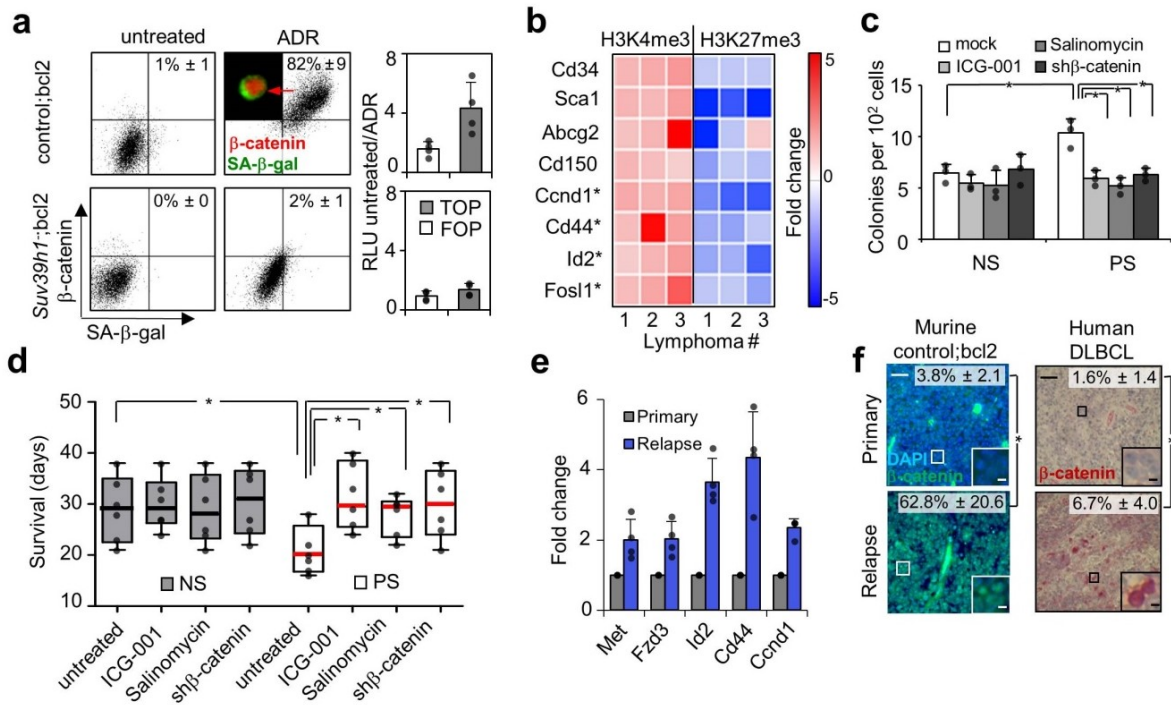 a
untreated
ADR
control;bcl2
1% ± 1
82% ±9
β-catenin
SA-β-gal
8
4
0
RLU untreated/ADR
Suv39h1-;bcl2
β-catenin
0% ± 0
2% ± 1
SA-β-gal
8
TOP
FOP
0
b
H3K4me3
H3K27me3
Cd34
Sca1
Abcg2
Cd150
Ccnd1*
Cd44*
Id2*
Fosl1*
1 2 3 1 2 3
Lymphoma #
5
Fold change
-5
c
mock
Salinomycin
ICG-001
shβ-catenin
Colonies per 10² cells
15
10
5
0
*
* *
NS
PS
d
Survival (days)
50
40
30
20
10
*
*
*
*
NS
PS
untreated
ICG-001
Salinomycin
shβ-catenin
untreated
ICG-001
Salinomycin
shβ-catenin
e
Fold change
6
4
2
0
Primary
Relapse
Met
Fzd3
Id2
Cd44
Ccnd1
f
Murine
control;bcl2
Human
DLBCL
Primary
3.8% ± 2.1
DAPI
β-catenin
1.6% ± 1.4
β-catenin
*
*
Relapse
62.8% ± 20.6
6.7% ± 4.0